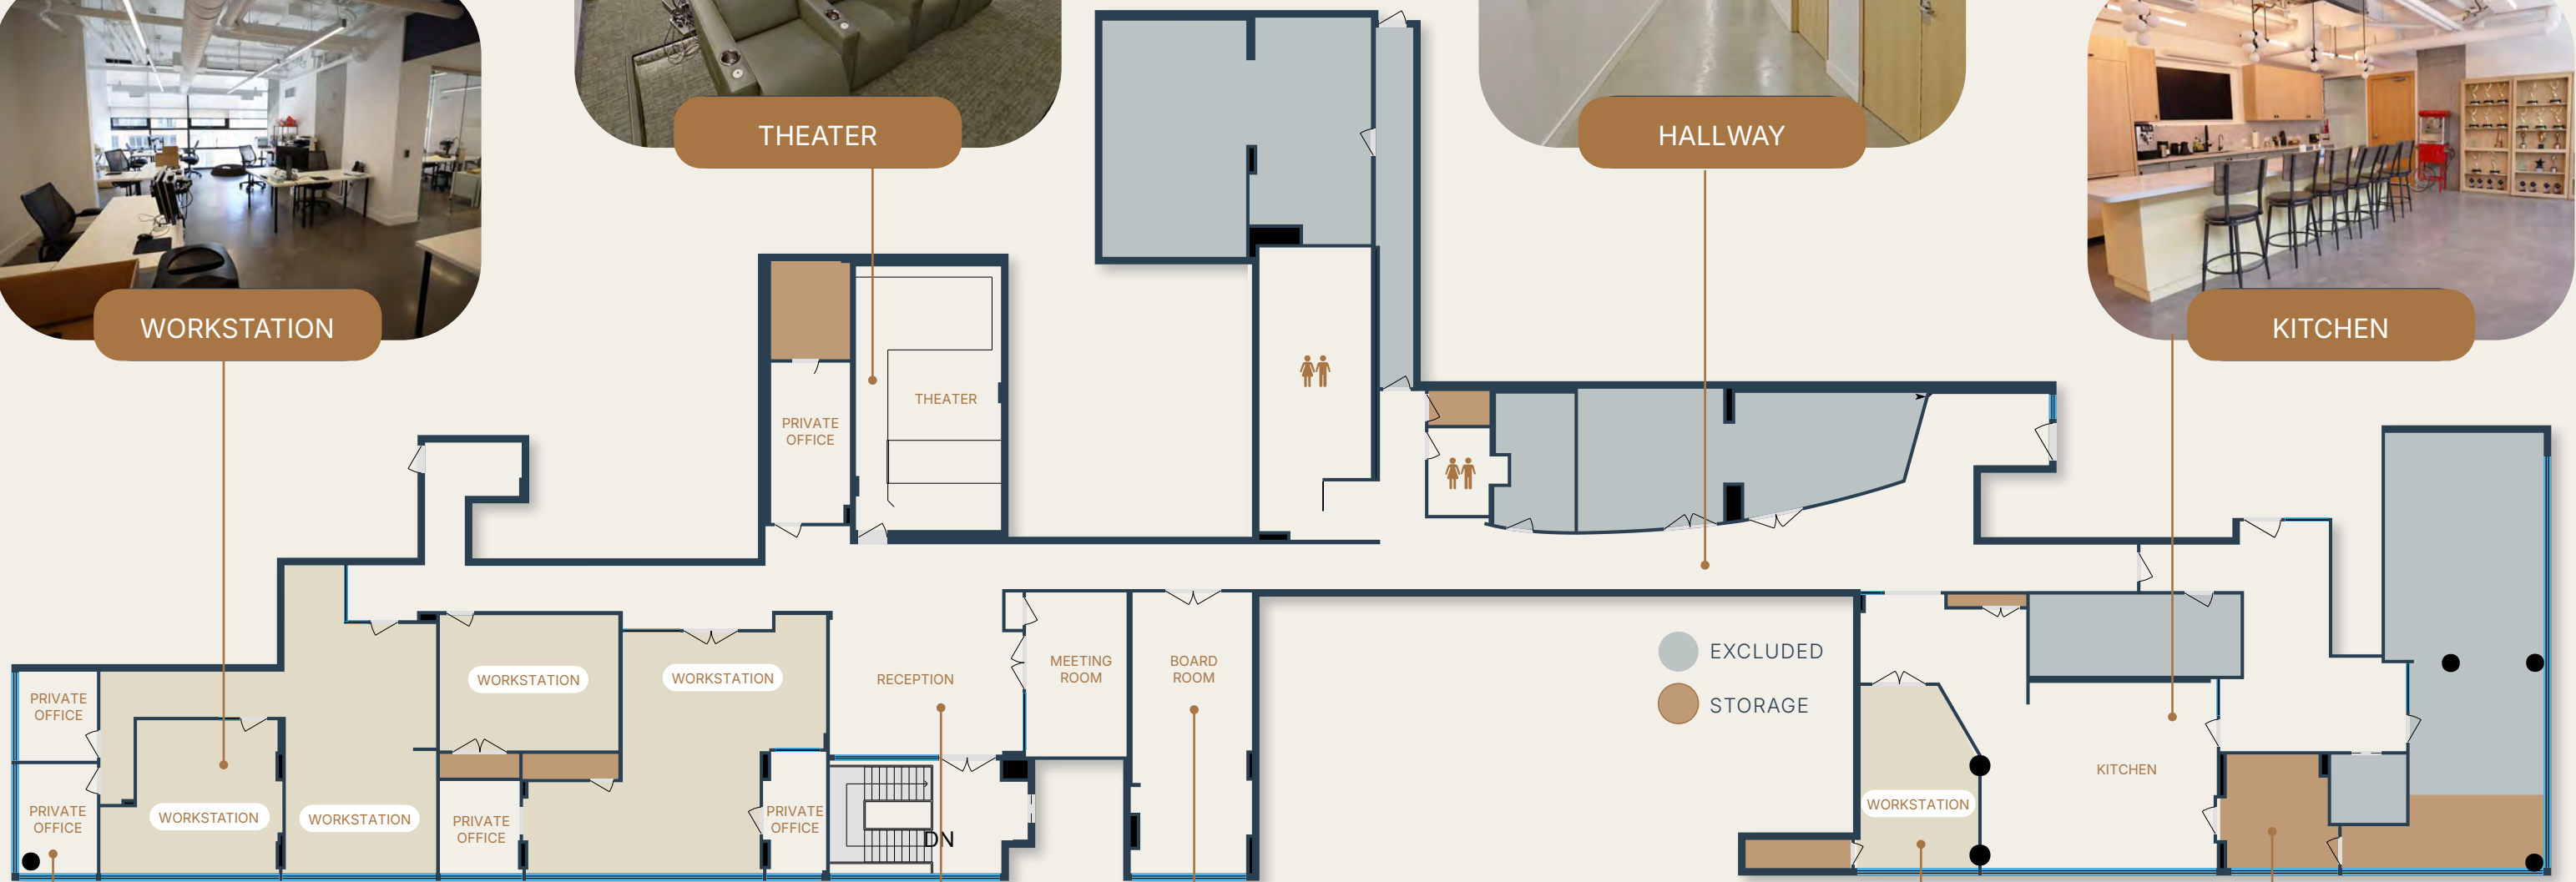 THEATER
HALLWAY
WORKSTATION
KITCHEN
THEATER
PRIVATE
OFFICE
RECEPTION
MEETING
ROOM
BOARD
ROOM
EXCLUDED
STORAGE
WORKSTATION
WORKSTATION
PRIVATE
OFFICE
PRIVATE
OFFICE
WORKSTATION
WORKSTATION
PRIVATE
OFFICE
PRIVATE
OFFICE
DN
WORKSTATION
KITCHEN